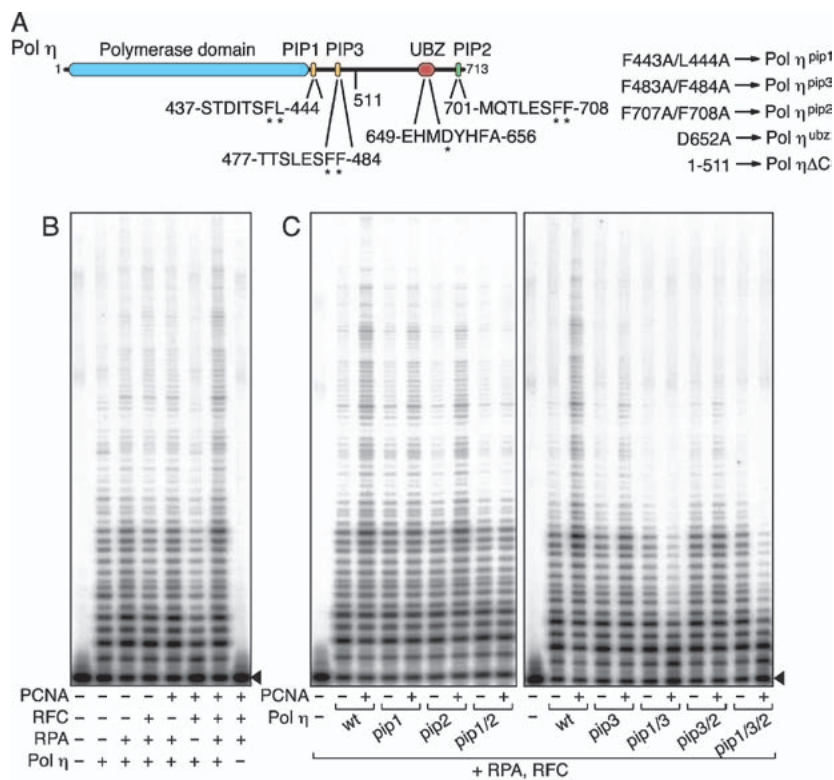 A
Pol η
Polymerase domain
PIP1 PIP3
UBZ
PIP2
1
713
511
437-STDITSFL-444
* *
701-MQTLESFF-708
* *
649-EHMDYHFA-656
*
477-TTSLESFF-484
* *
F443A/L444A → Pol η pip1
F483A/F484A → Pol η pip3
F707A/F708A → Pol η pip2
D652A → Pol η ubz
1-511 → Pol ηΔC
B
C
PCNA – – – – + + + +
RFC – – – + – + + +
RPA – – + + + – + +
Pol η – + + + + + + –
PCNA – – + – + – + – + – – + – + – + – + – +
Pol η – wt pip1 pip2 pip1/2 – wt pip3 pip1/3 pip3/2 pip1/3/2
+ RPA, RFC